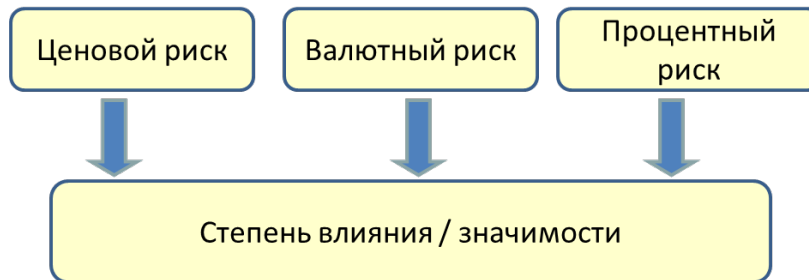 Ценовой риск
Валютный риск
Процентный
риск
Степень влияния / значимости